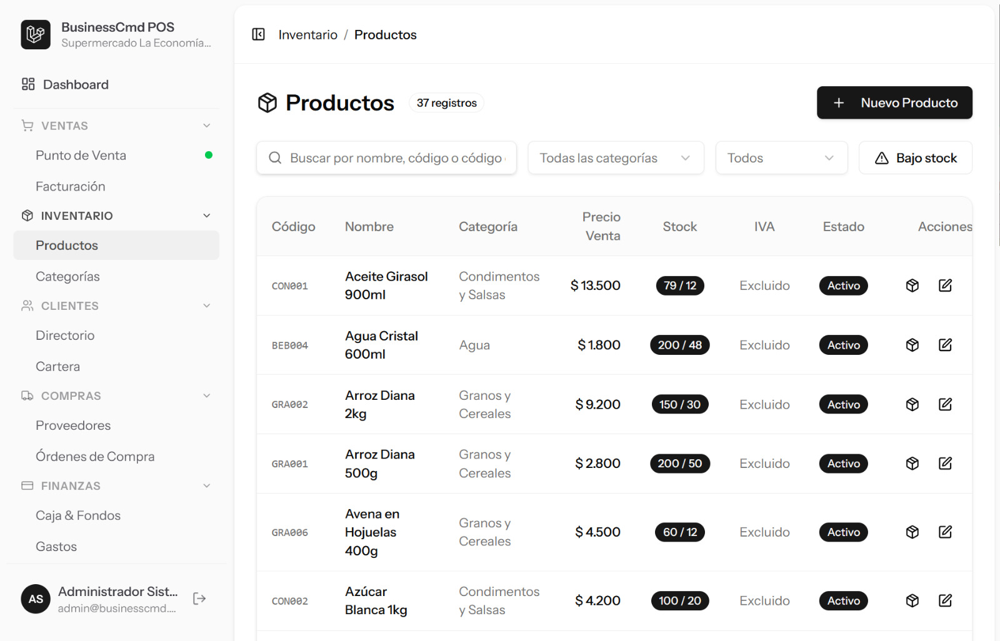 BusinessCmd POS
Supermercado La Economía...
Dashboard
VENTAS
Punto de Venta
Facturación
INVENTARIO
Productos
Categorías
CLIENTES
Directorio
Cartera
COMPRAS
Proveedores
Órdenes de Compra
FINANZAS
Caja & Fondos
Gastos
AS
Administrador Sist...
admin@businesscmd....
Inventario / Productos
Productos
37 registros
+ Nuevo Producto
Buscar por nombre, código o código
Todas las categorías
Todos
Bajo stock
Código Nombre Categoría Precio Venta Stock IVA Estado Acciones
CON001 Aceite Girasol 900ml Condimentos y Salsas $ 13.500 79 / 12 Excluido Activo
BEB004 Agua Cristal 600ml Agua $ 1.800 200 / 48 Excluido Activo
GRA002 Arroz Diana 2kg Granos y Cereales $ 9.200 150 / 30 Excluido Activo
GRA001 Arroz Diana 500g Granos y Cereales $ 2.800 200 / 50 Excluido Activo
GRA006 Avena en Hojuelas 400g Granos y Cereales $ 4.500 60 / 12 Excluido Activo
CON002 Azúcar Blanca 1kg Condimentos y Salsas $ 4.200 100 / 20 Excluido Activo